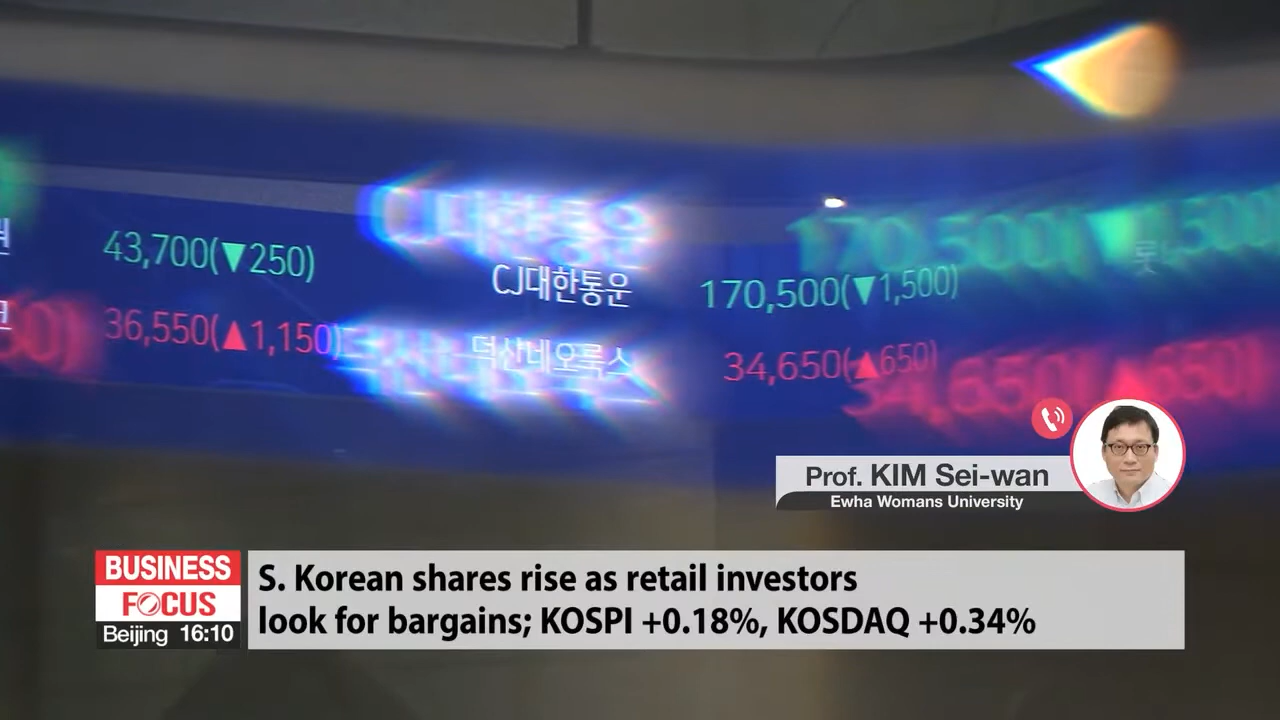 43,700(▼250)
CJ대한통운
170,500(▼1,500)
36,550(▲1,150)
덕산네오룩스
34,650(▲650)
Prof. KIM Sei-wan
Ewha Womans University
BUSINESS
FOCUS
Beijing 16:10
S. Korean shares rise as retail investors
look for bargains; KOSPI +0.18%, KOSDAQ +0.34%